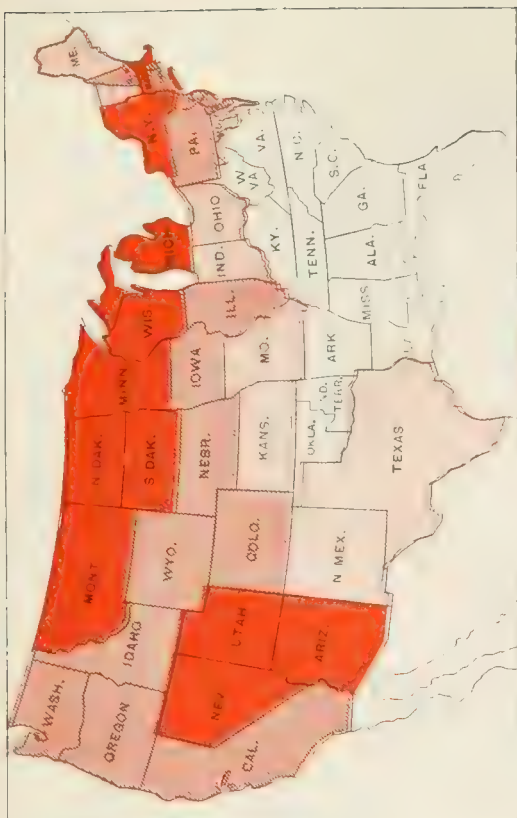 WASH.
OREGON
CAL.
IDAHO
NEV
MONT
WYO.
UTAH
ARIZ.
COLO.
N MEX.
N DAK.
S DAK.
NEBR.
KANS.
OKLA.
IND.
TERR.
TEXAS
MINN
IOWA
MO.
ARK
WIS
ILL.
MISS
MICH
IND.
OHIO
KY.
TENN.
ALA.
GA.
FLA
S.C.
N C.
VA.
W
VA
PA.
N.Y.
ME.